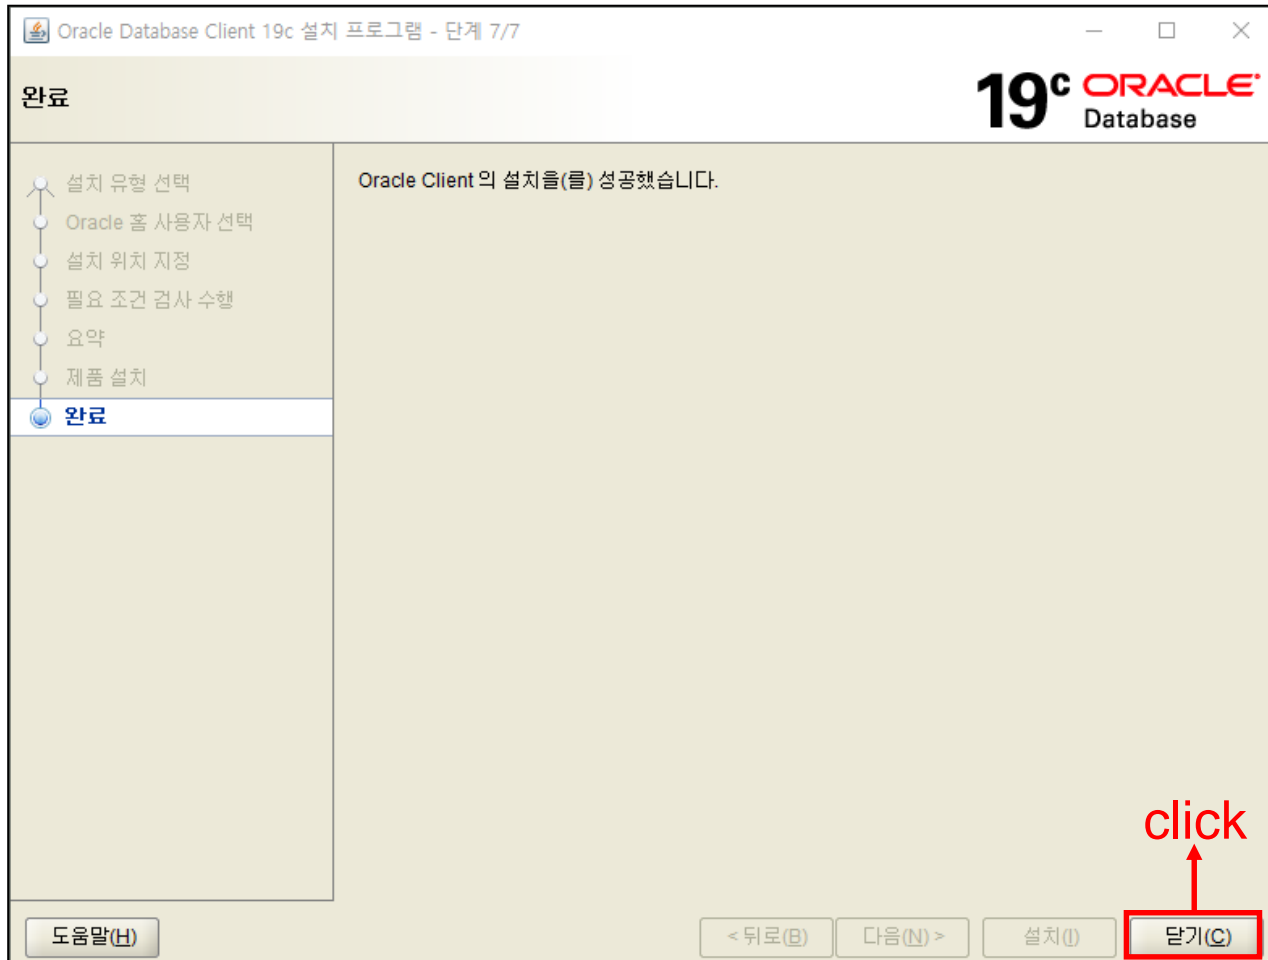 Oracle Database Client 19c 설치 프로그램 - 단계 7/7
완료
19c ORACLE
Database
설치 유형 선택
Oracle 홈 사용자 선택
설치 위치 지정
필요 조건 검사 수행
요약
제품 설치
완료
Oracle Client 의 설치을(를) 성공했습니다.
click
도움말(H)
< 뒤로(B)
다음(N) >
설치(I)
닫기(C)